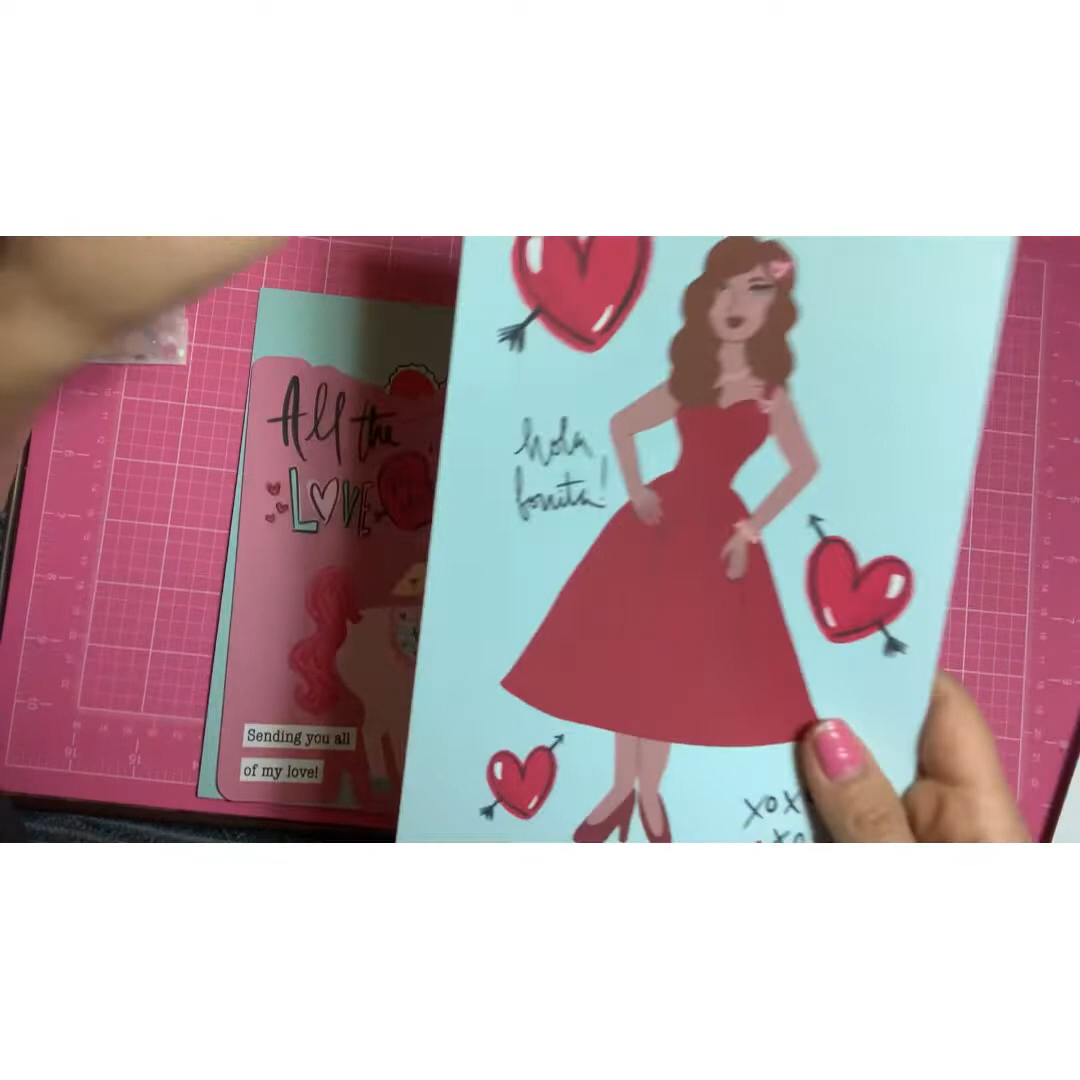 All the
LOVE
Sending you all
of my love!
hola
bonita!
xox